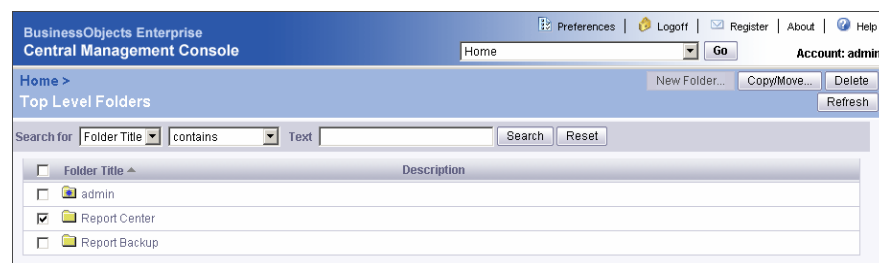 BusinessObjects Enterprise
Preferences | Logoff | Register | About | Help
Central Management Console
Home Go Account: admin
Home >
New Folder... Copy/Move... Delete
Top Level Folders
Refresh
Search for Folder Title contains Text Search Reset
Folder Title Description
admin
Report Center
Report Backup